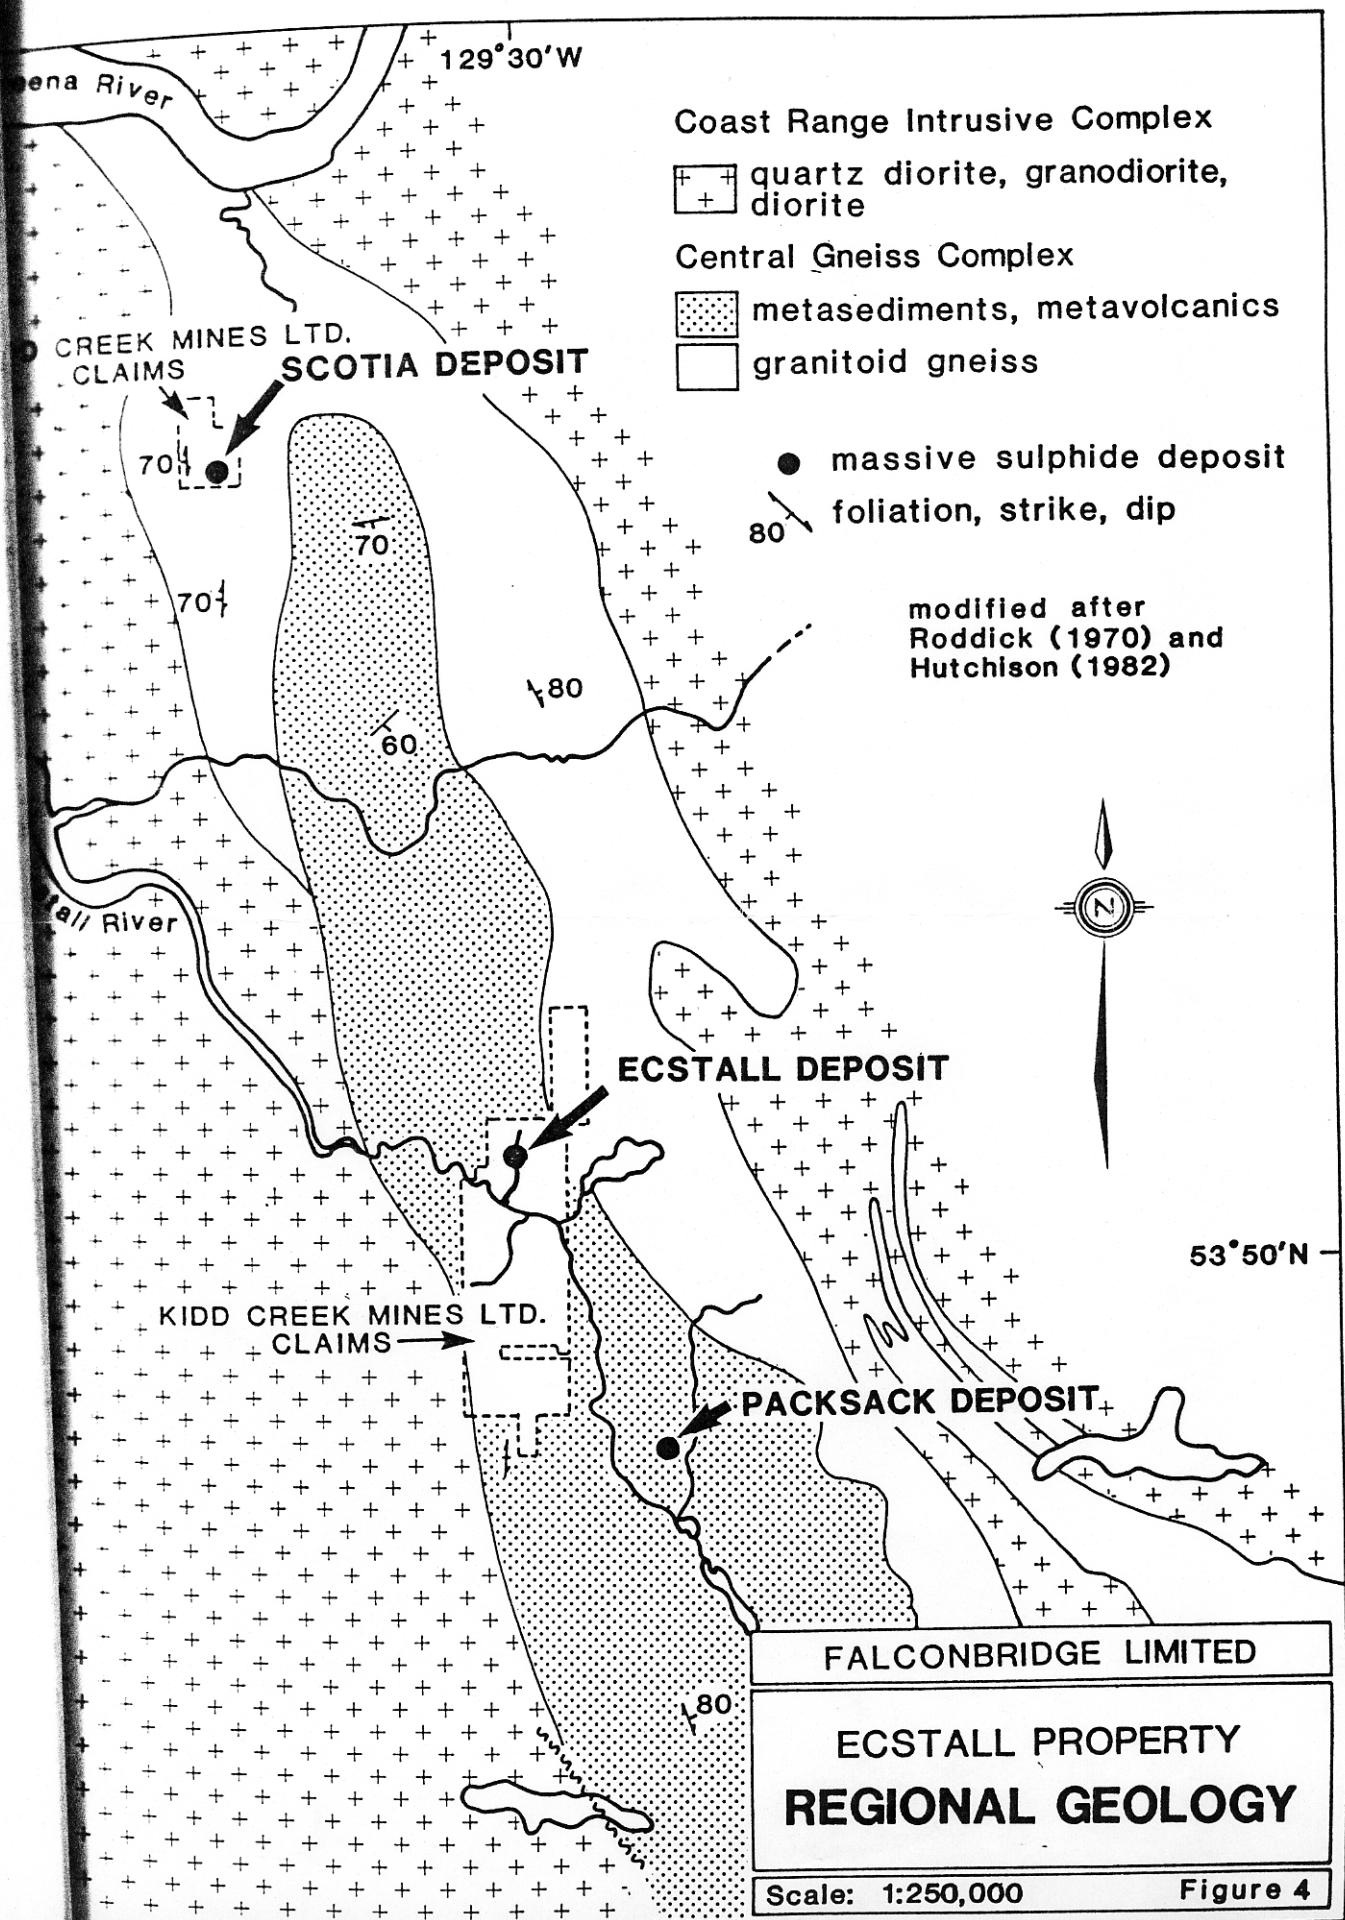 129°30'W
River
Coast Range Intrusive Complex
quartz diorite, granodiorite,
diorite
Central Gneiss Complex
metasediments, metavolcanics
granitoid gneiss
CREEK MINES LTD.
CLAIMS
SCOTIA DEPOSIT
massive sulphide deposit
80
foliation, strike, dip
70
70
70
modified after
Roddick (1970) and
Hutchison (1982)
80
60
N
River
ECSTALL DEPOSIT
53°50'N
KIDD CREEK MINES LTD.
CLAIMS
PACKSACK DEPOSIT
80
FALCONBRIDGE LIMITED
ECSTALL PROPERTY
REGIONAL GEOLOGY
Scale: 1:250,000
Figure 4